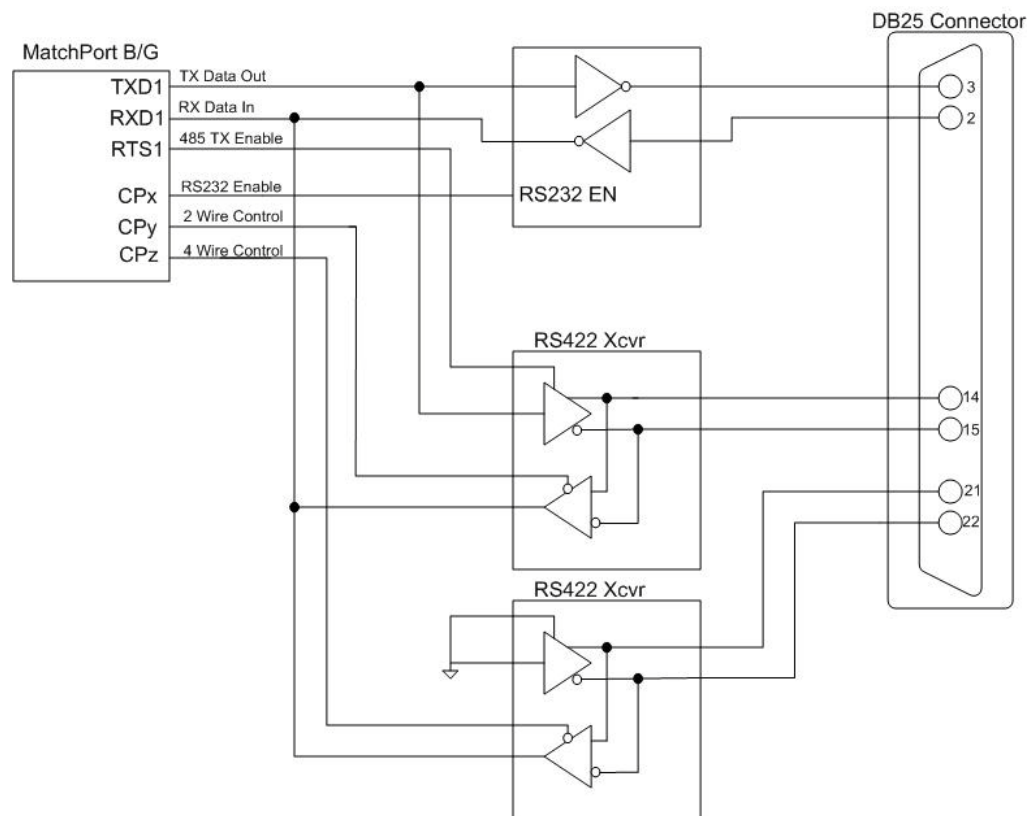 DB25 Connector
MatchPort B/G
TXD1
TX Data Out
3
RXD1
RX Data In
2
RTS1
485 TX Enable
CPx
RS232 Enable
RS232 EN
CPy
2 Wire Control
CPz
4 Wire Control
RS422 Xcvr
14
15
21
22
RS422 Xcvr